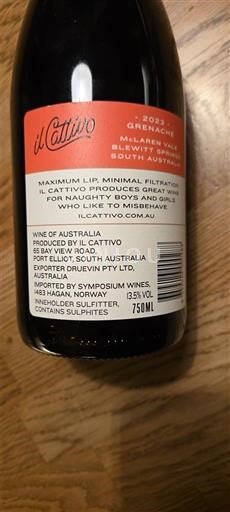 il Cattivo
- 2023 -
GRENACHE
McLAREN VALE
BLEWITT SPRINGS
SOUTH AUSTRALIA
MAXIMUM LIP, MINIMAL FILTRATION
IL CATTIVO PRODUCES GREAT WINE
FOR NAUGHTY BOYS AND GIRLS
WHO LIKE TO MISBEHAVE.
ILCATTIVO.COM.AU
WINE OF AUSTRALIA
PRODUCED BY IL CATTIVO
65 BAY VIEW ROAD,
PORT ELLIOT, SOUTH AUSTRALIA
EXPORTER DRUEVIN PTY LTD,
AUSTRALIA
IMPORTED BY SYMPOSIUM WINES,
1483 HAGAN, NORWAY
INNEHOLDER SULFITTER,
CONTAINS SULPHITES
13.5% VOL
750ML